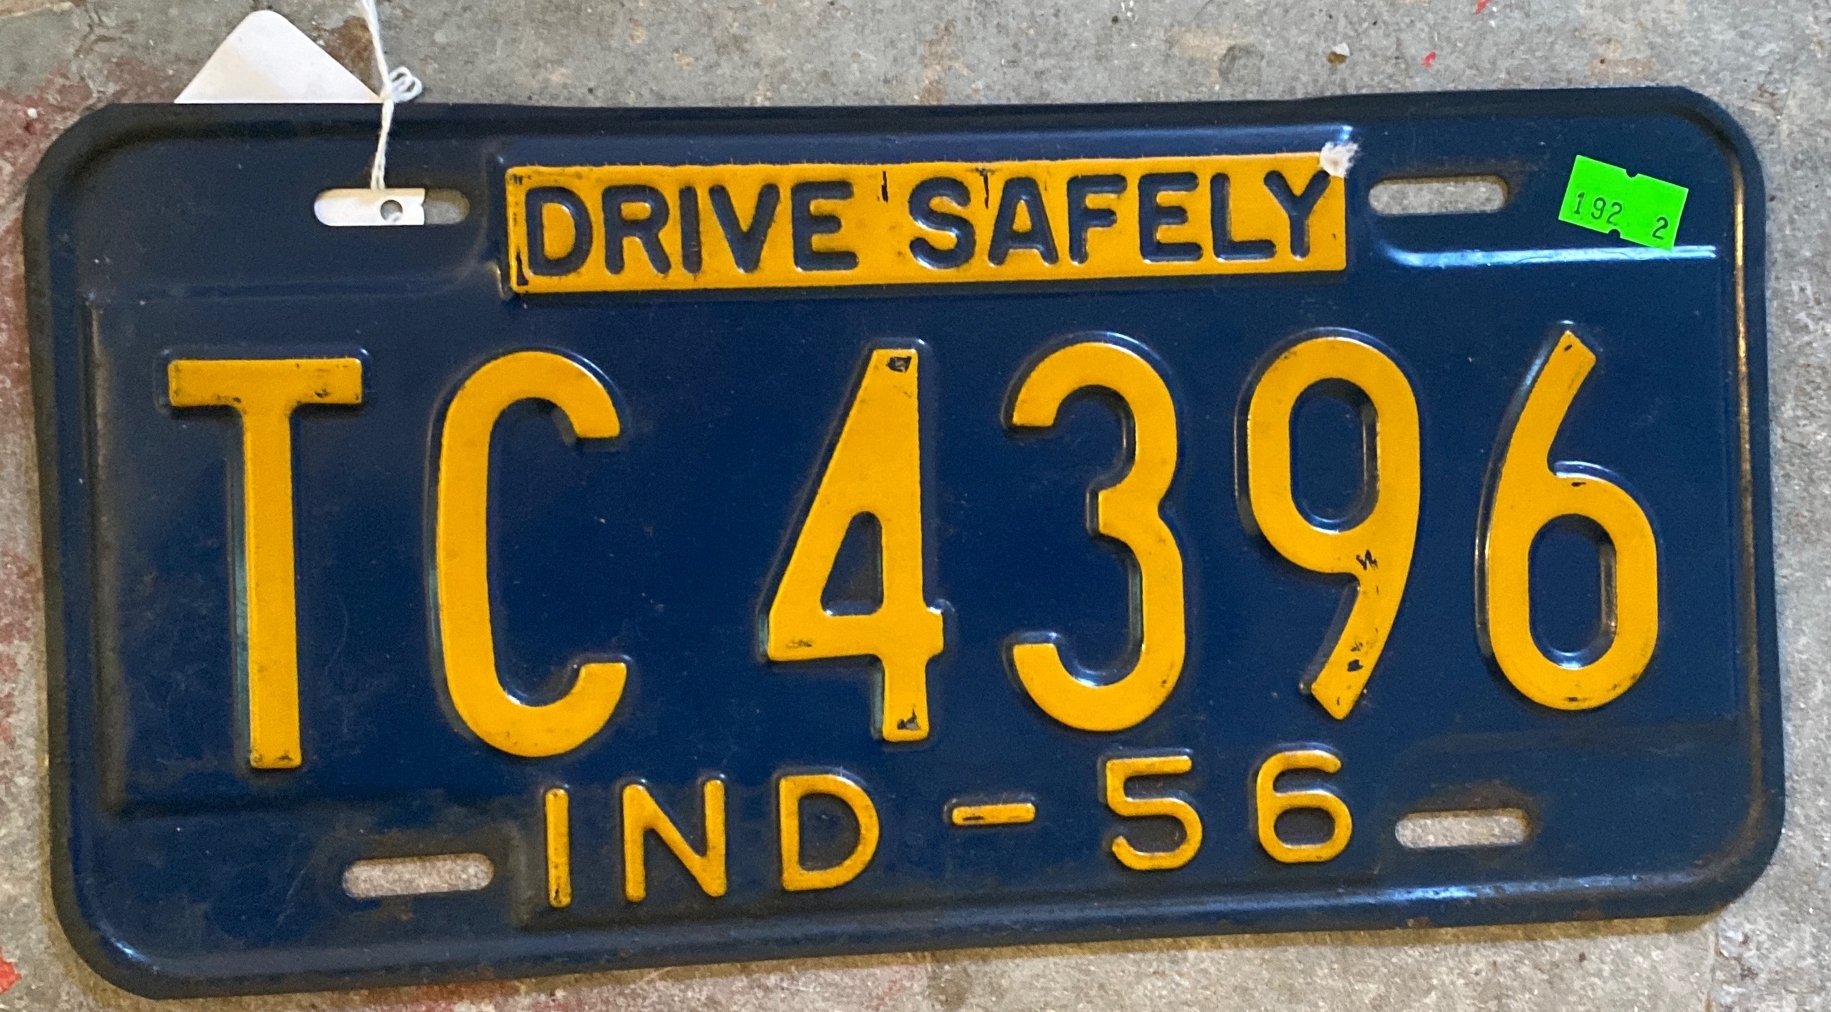 DRIVE SAFELY
192 2
TC 4396
IND-56